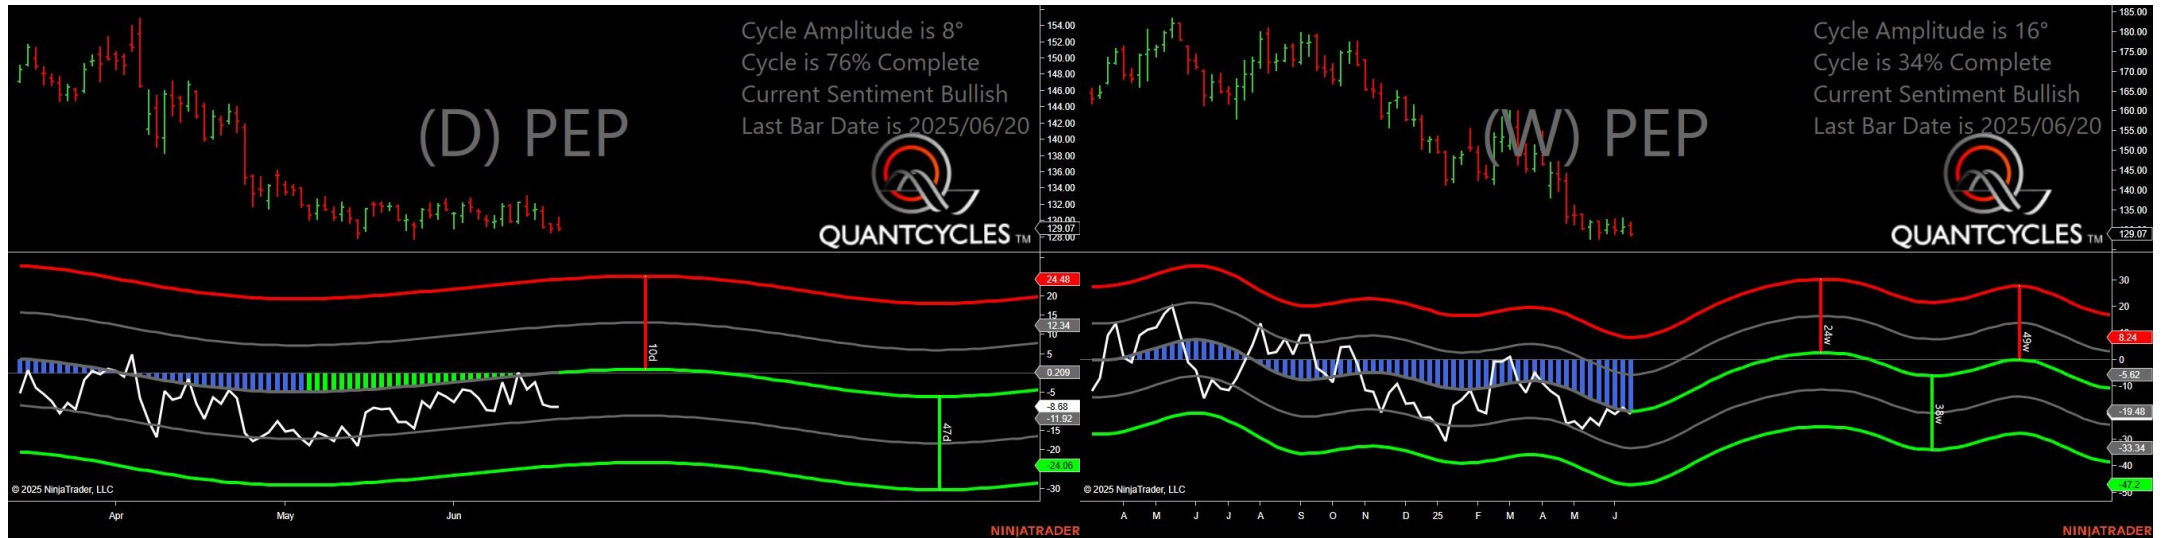 Cycle Amplitude is 8°
Cycle is 76% Complete
Current Sentiment Bullish
Last Bar Date is 2025/06/20
(D) PEP
QUANTCYCLES TM
154.00
152.00
150.00
148.00
146.00
144.00
142.00
140.00
138.00
136.00
134.00
132.00
130.00
129.07
128.00
24.48
20
15
12.34
10
5
0.209
-5
-8.68
-11.92
-15
-20
-24.06
-30
10d
47d
© 2025 NinjaTrader, LLC
Apr May Jun
NINJATRADER
Cycle Amplitude is 16°
Cycle is 34% Complete
Current Sentiment Bullish
Last Bar Date is 2025/06/20
(W) PEP
QUANTCYCLES TM
185.00
180.00
175.00
170.00
165.00
160.00
155.00
150.00
145.00
140.00
135.00
129.07
30
20
8.24
0
-5.62
-10
-19.48
-30
-33.34
-40
-47.2
-50
24w
38w
49w
© 2025 NinjaTrader, LLC
A M J J A S O N D 25 F M A M J
NINJATRADER